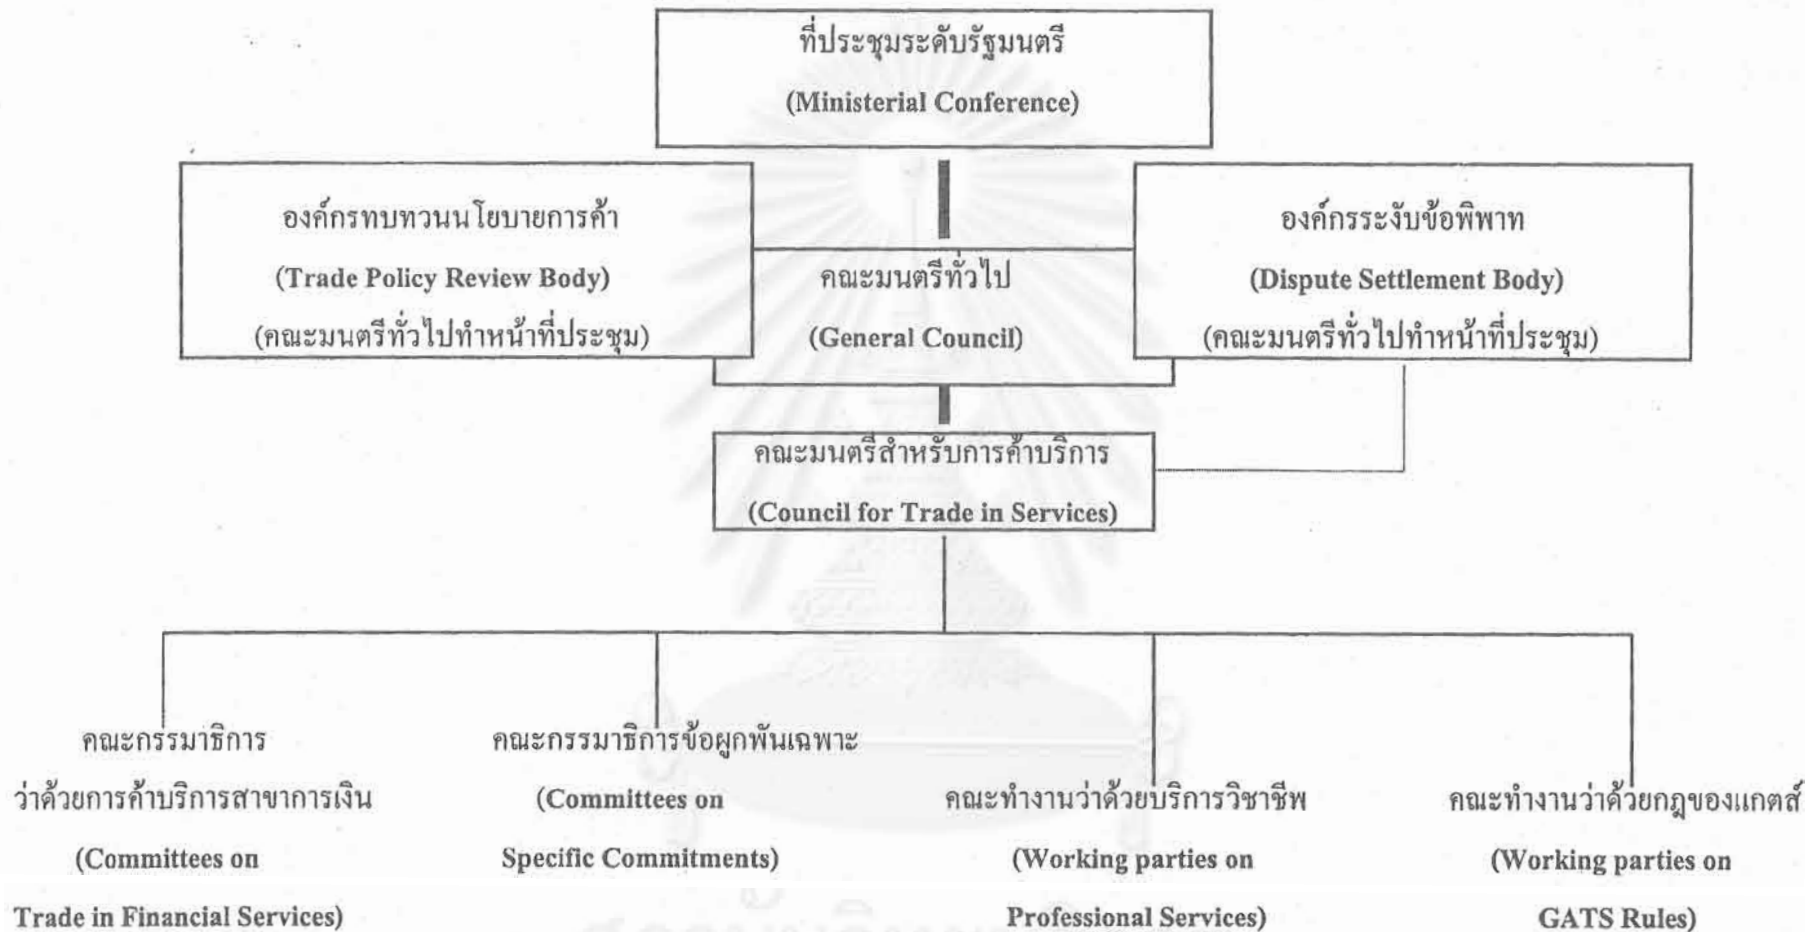 ที่ประชุมระดับรัฐมนตรี
(Ministerial Conference)
องค์กรทบทวนนโยบายการค้า
(Trade Policy Review Body)
(คณะมนตรีทั่วไปทำหน้าที่ประชุม)
คณะมนตรีทั่วไป
(General Council)
องค์กรระงับข้อพิพาท
(Dispute Settlement Body)
(คณะมนตรีทั่วไปทำหน้าที่ประชุม)
คณะมนตรีสำหรับการค้าบริการ
(Council for Trade in Services)
คณะกรรมาธิการ
ว่าด้วยการค้าบริการสาขาการเงิน
(Committees on
Trade in Financial Services)
คณะกรรมาธิการข้อผูกพันเฉพาะ
(Committees on
Specific Commitments)
คณะทำงานว่าด้วยบริการวิชาชีพ
(Working parties on
Professional Services)
คณะทำงานว่าด้วยกฎของแกตส์
(Working parties on
GATS Rules)